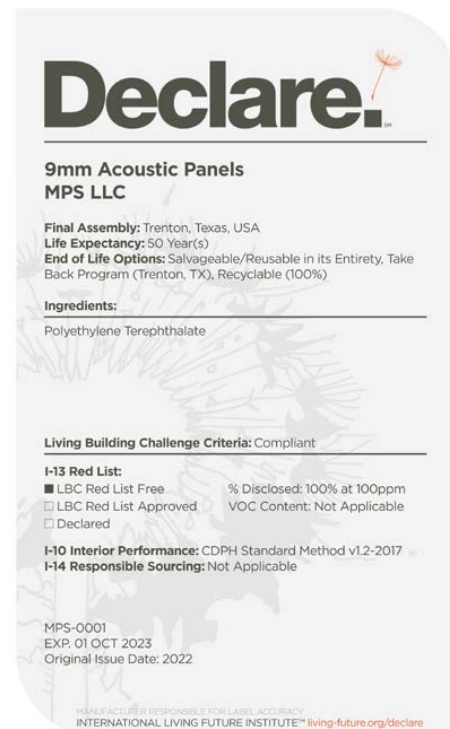 Declare.
SM
9mm Acoustic Panels
MPS LLC
Final Assembly: Trenton, Texas, USA
Life Expectancy: 50 Year(s)
End of Life Options: Salvageable/Reusable in its Entirety, Take
Back Program (Trenton, TX), Recyclable (100%)
Ingredients:
Polyethylene Terephthalate
Living Building Challenge Criteria: Compliant
I-13 Red List:
■ LBC Red List Free % Disclosed: 100% at 100ppm
□ LBC Red List Approved VOC Content: Not Applicable
□ Declared
I-10 Interior Performance: CDPH Standard Method v1.2-2017
I-14 Responsible Sourcing: Not Applicable
MPS-0001
EXP. 01 OCT 2023
Original Issue Date: 2022
MANUFACTURER RESPONSIBLE FOR LABEL ACCURACY
INTERNATIONAL LIVING FUTURE INSTITUTE™ living-future.org/declare